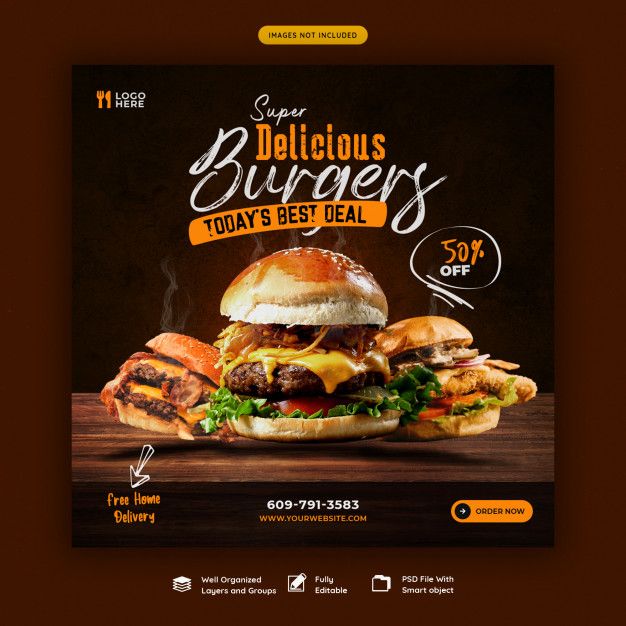 IMAGES NOT INCLUDED
LOGO
HERE
Super
Delicious
Burgers
TODAY'S BEST DEAL
50%
OFF
Free Home
Delivery
609-791-3583
WWW.YOURWEBSITE.COM
ORDER NOW
Well Organized
Layers and Groups
Fully
Editable
PSD File With
Smart object